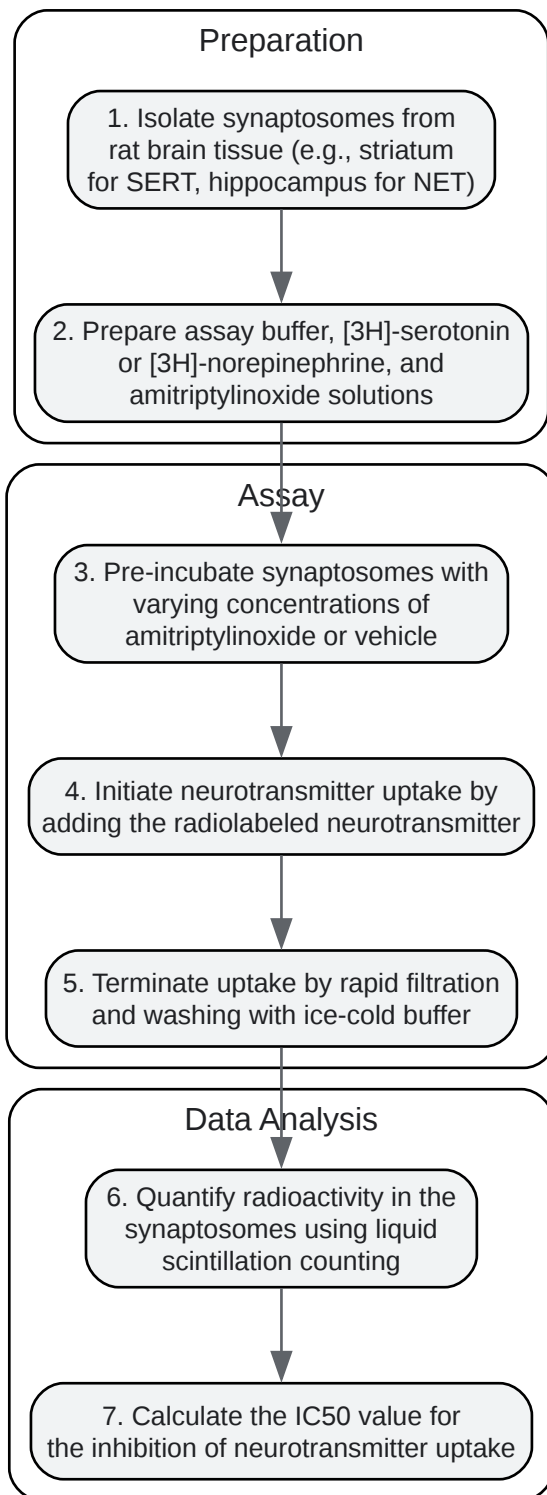 Preparation
1. Isolate synaptosomes from
rat brain tissue (e.g., striatum
for SERT, hippocampus for NET)
2. Prepare assay buffer, [3H]-serotonin
or [3H]-norepinephrine, and
amitriptylinoxide solutions
Assay
3. Pre-incubate synaptosomes with
varying concentrations of
amitriptylinoxide or vehicle
4. Initiate neurotransmitter uptake by
adding the radiolabeled neurotransmitter
5. Terminate uptake by rapid filtration
and washing with ice-cold buffer
Data Analysis
6. Quantify radioactivity in the
synaptosomes using liquid
scintillation counting
7. Calculate the IC50 value for
the inhibition of neurotransmitter uptake